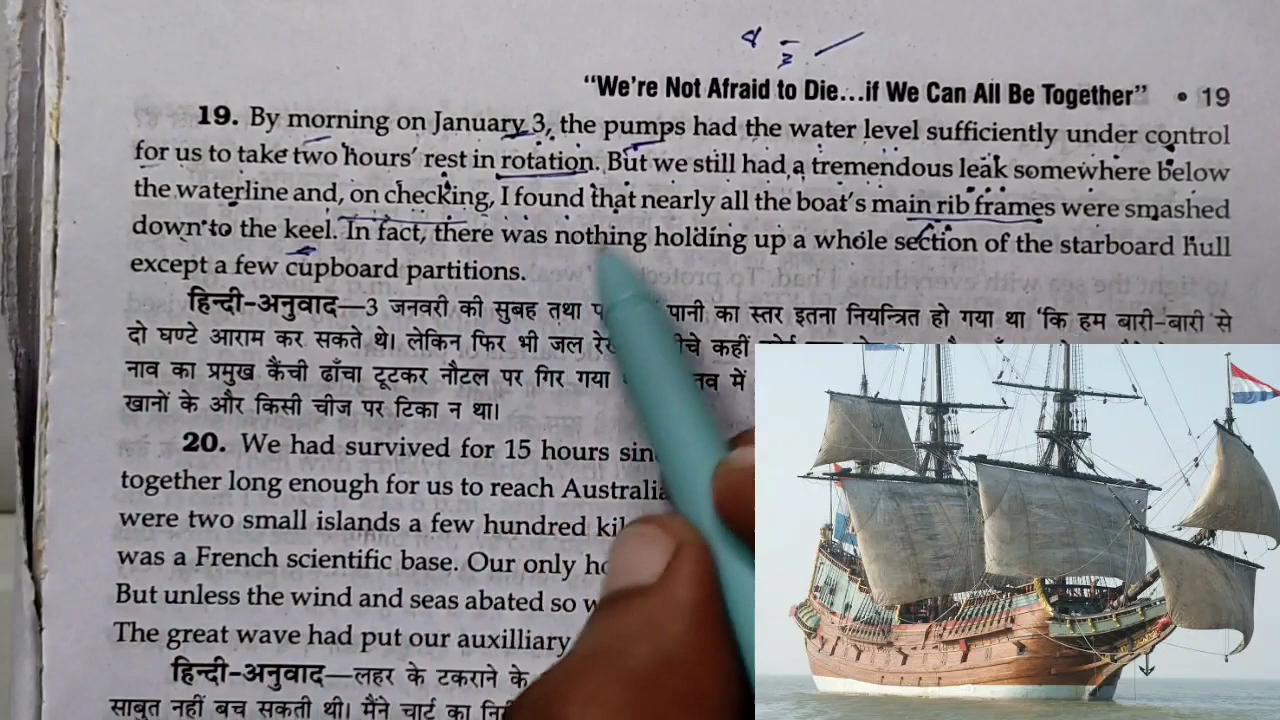 "We're Not Afraid to Die...if We Can All Be Together" • 19
19. By morning on January 3, the pumps had the water level sufficiently under control
for us to take two hours' rest in rotation. But we still had a tremendous leak somewhere below
the waterline and, on checking, I found that nearly all the boat's main rib frames were smashed
down to the keel. In fact, there was nothing holding up a whole section of the starboard hull
except a few cupboard partitions.
हिन्दी-अनुवाद—3 जनवरी की सुबह तथा पानी का स्तर इतना नियन्त्रित हो गया था कि हम बारी-बारी से
दो घण्टे आराम कर सकते थे। लेकिन फिर भी जल कहीं
नाव का प्रमुख कैंची ढाँचा टूटकर नौटल पर गिर गया में
खानों के और किसी चीज पर टिका न था।
20. We had survived for 15 hours
together long enough for us to reach Australia
were two small islands a few hundred
was a French scientific base. Our only
But unless the wind and seas abated so
The great wave had put our auxilliary
हिन्दी-अनुवाद—लहर के टकराने के
साबुत नहीं बच सकती थी। मैंने चार्ट का